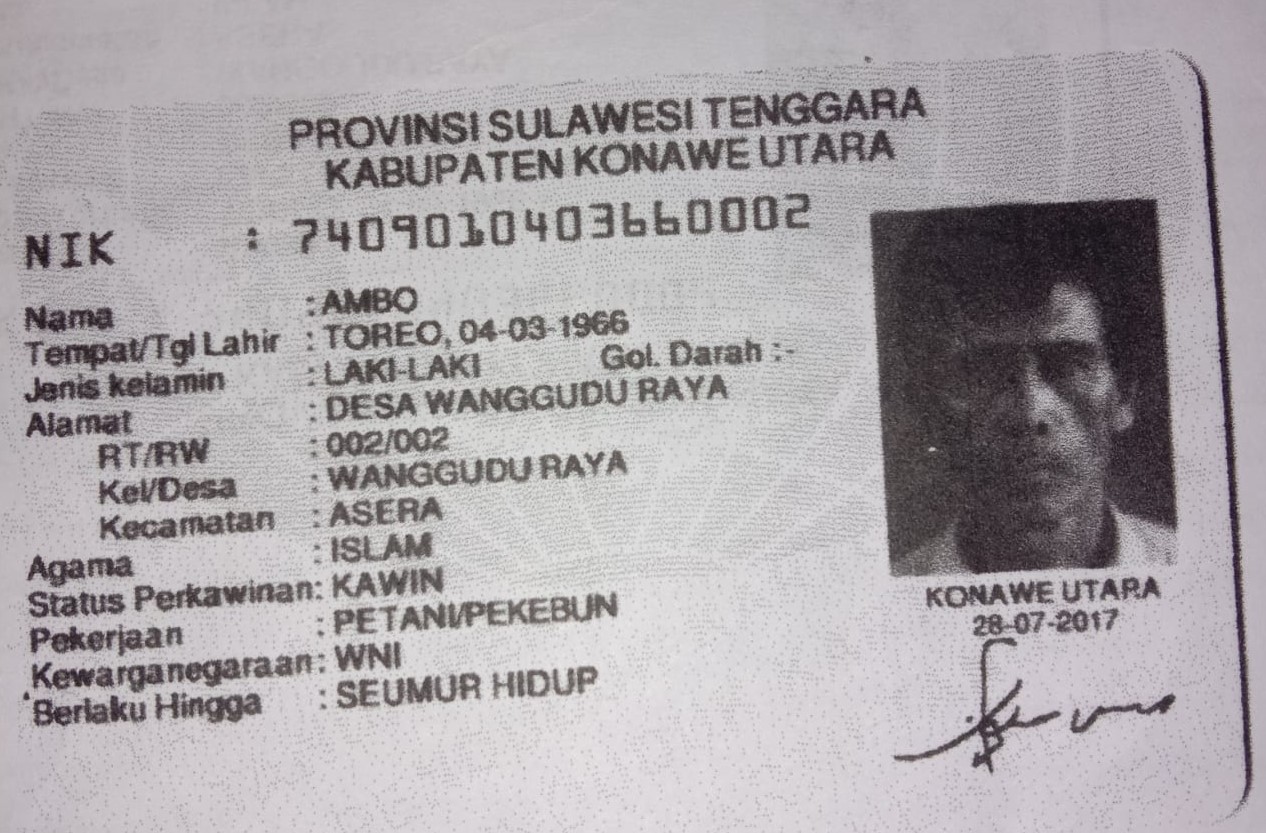 PROVINSI SULAWESI TENGGARA
KABUPATEN KONAWE UTARA
NIK : 7409010403660002
Nama : AMBO
Tempat/Tgl Lahir : TOREO, 04-03-1966
Jenis kelamin : LAKI-LAKI Gol. Darah :-
Alamat : DESA WANGGUDU RAYA
RT/RW : 002/002
Kel/Desa : WANGGUDU RAYA
Kecamatan : ASERA
Agama : ISLAM
Status Perkawinan: KAWIN
Pekerjaan : PETANI/PEKEBUN
Kewarganegaraan: WNI
Berlaku Hingga : SEUMUR HIDUP
KONAWE UTARA
28-07-2017